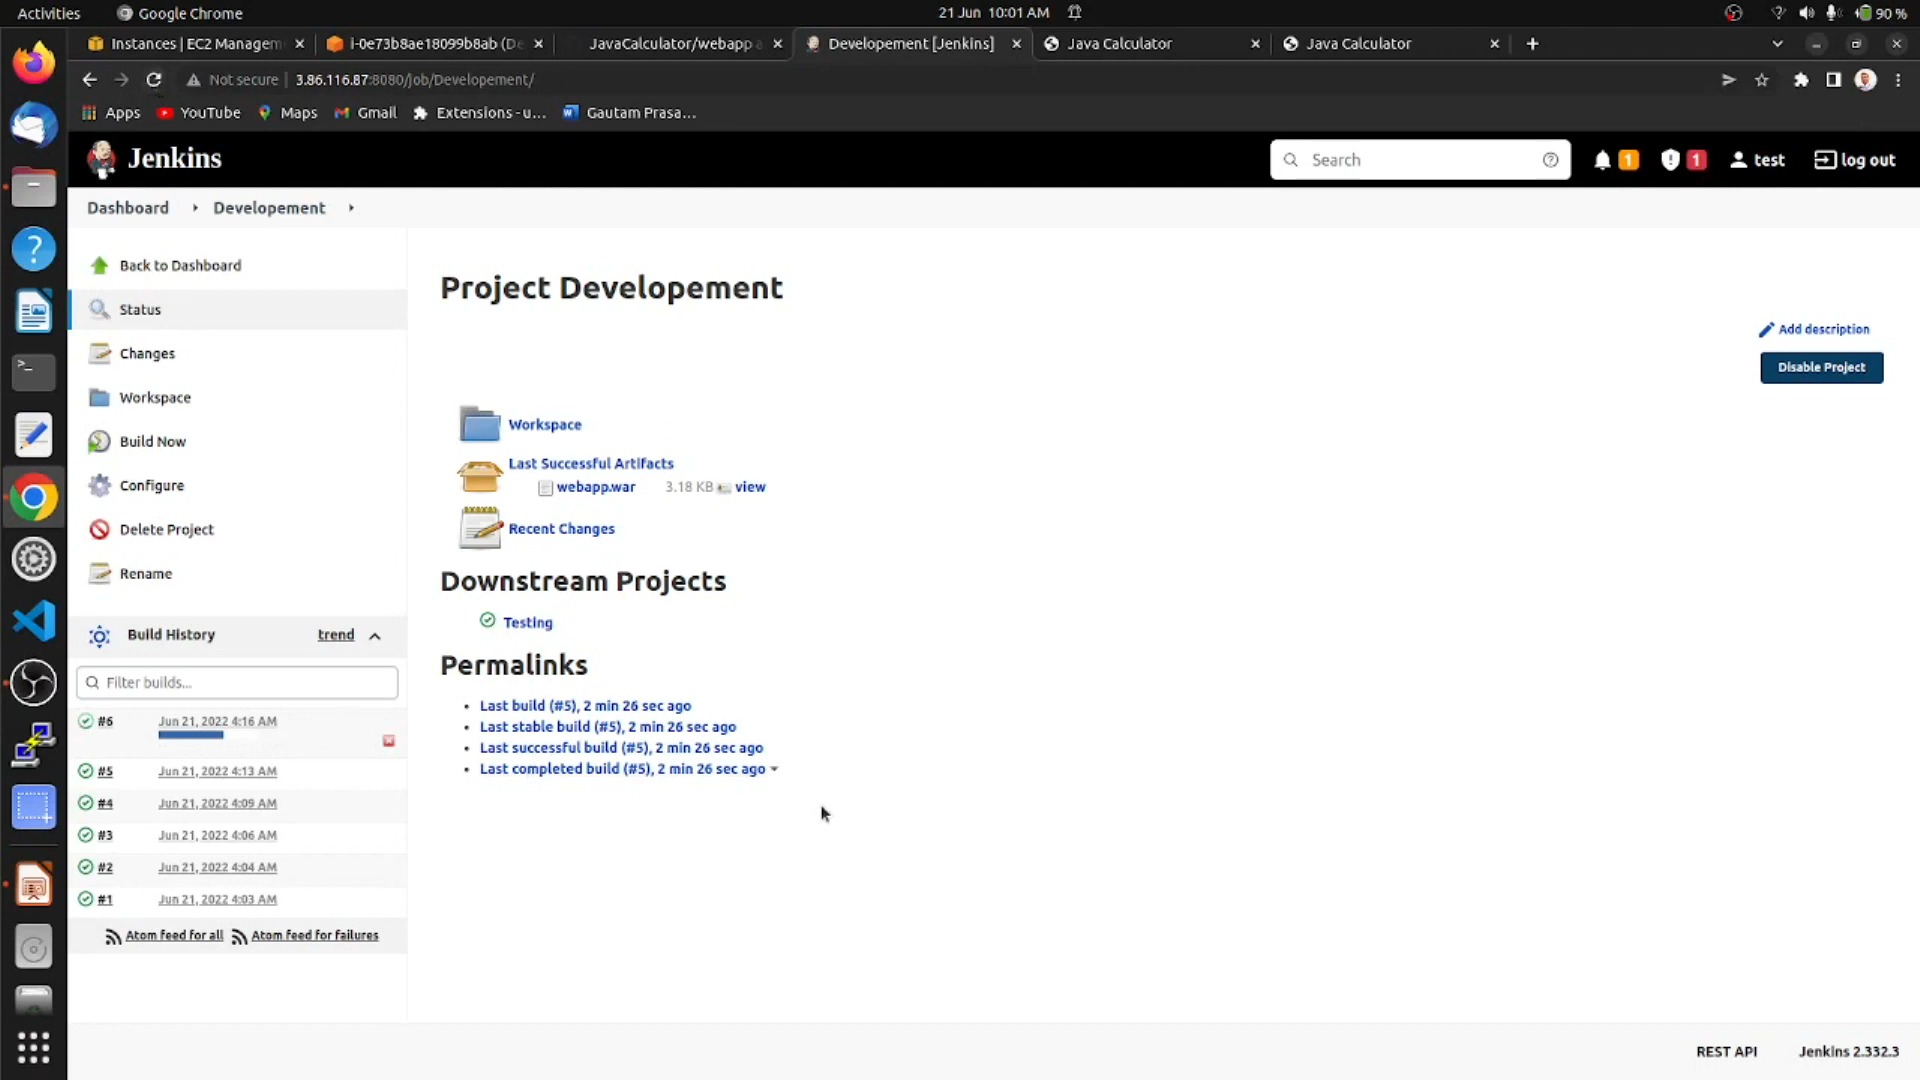 Activities
Google Chrome
21 Jun 10:01 AM
90 %
Instances | EC2 Managem
i-0e73b8ae18099b8ab (De
JavaCalculator/webapp a
Developement [Jenkins]
Java Calculator
Java Calculator
Not secure
3.86.116.87:8080/job/Developement/
Apps
YouTube
Maps
Gmail
Extensions - u...
Gautam Prasa...
Jenkins
Search
1
1
test
log out
Dashboard
Developement
Back to Dashboard
Status
Changes
Workspace
Build Now
Configure
Delete Project
Rename
Build History
trend
Filter builds...
#6 Jun 21, 2022 4:16 AM
#5 Jun 21, 2022 4:13 AM
#4 Jun 21, 2022 4:09 AM
#3 Jun 21, 2022 4:06 AM
#2 Jun 21, 2022 4:04 AM
#1 Jun 21, 2022 4:03 AM
Atom feed for all
Atom feed for failures
Project Developement
Add description
Disable Project
Workspace
Last Successful Artifacts
webapp.war 3.18 KB view
Recent Changes
Downstream Projects
Testing
Permalinks
• Last build (#5), 2 min 26 sec ago
• Last stable build (#5), 2 min 26 sec ago
• Last successful build (#5), 2 min 26 sec ago
• Last completed build (#5), 2 min 26 sec ago
REST API
Jenkins 2.332.3